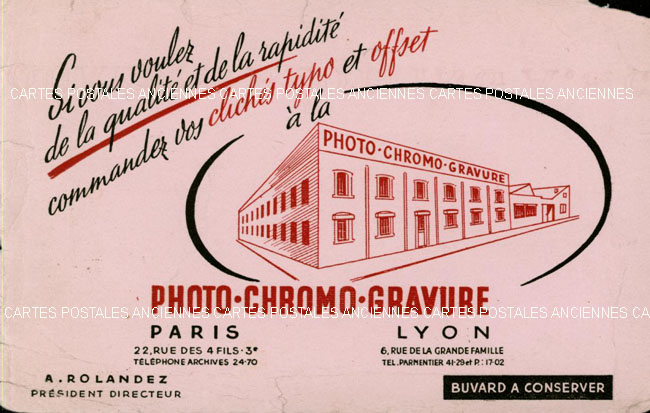 Si vous voulez
de la qualité et de la rapidité
commandez vos clichés typo et offset
à la
CARTES POSTALES ANCIENNES CARTES POSTALES ANCIENNES CARTES POSTALES ANCIENNES
PHOTO•CHROMO•GRAVURE
PHOTO•CHROMO•GRAVURE
CARTES POSTALES ANCIENNES CARTES POSTALES ANCIENNES CARTES POSTALES ANCIENNES
PARIS
22, RUE DES 4 FILS•3e
TÉLÉPHONE ARCHIVES 24-70
LYON
6, RUE DE LA GRANDE FAMILLE
TEL. PARMENTIER 41-29 et P.: 17-02
A. ROLANDEZ
PRÉSIDENT DIRECTEUR
BUVARD A CONSERVER